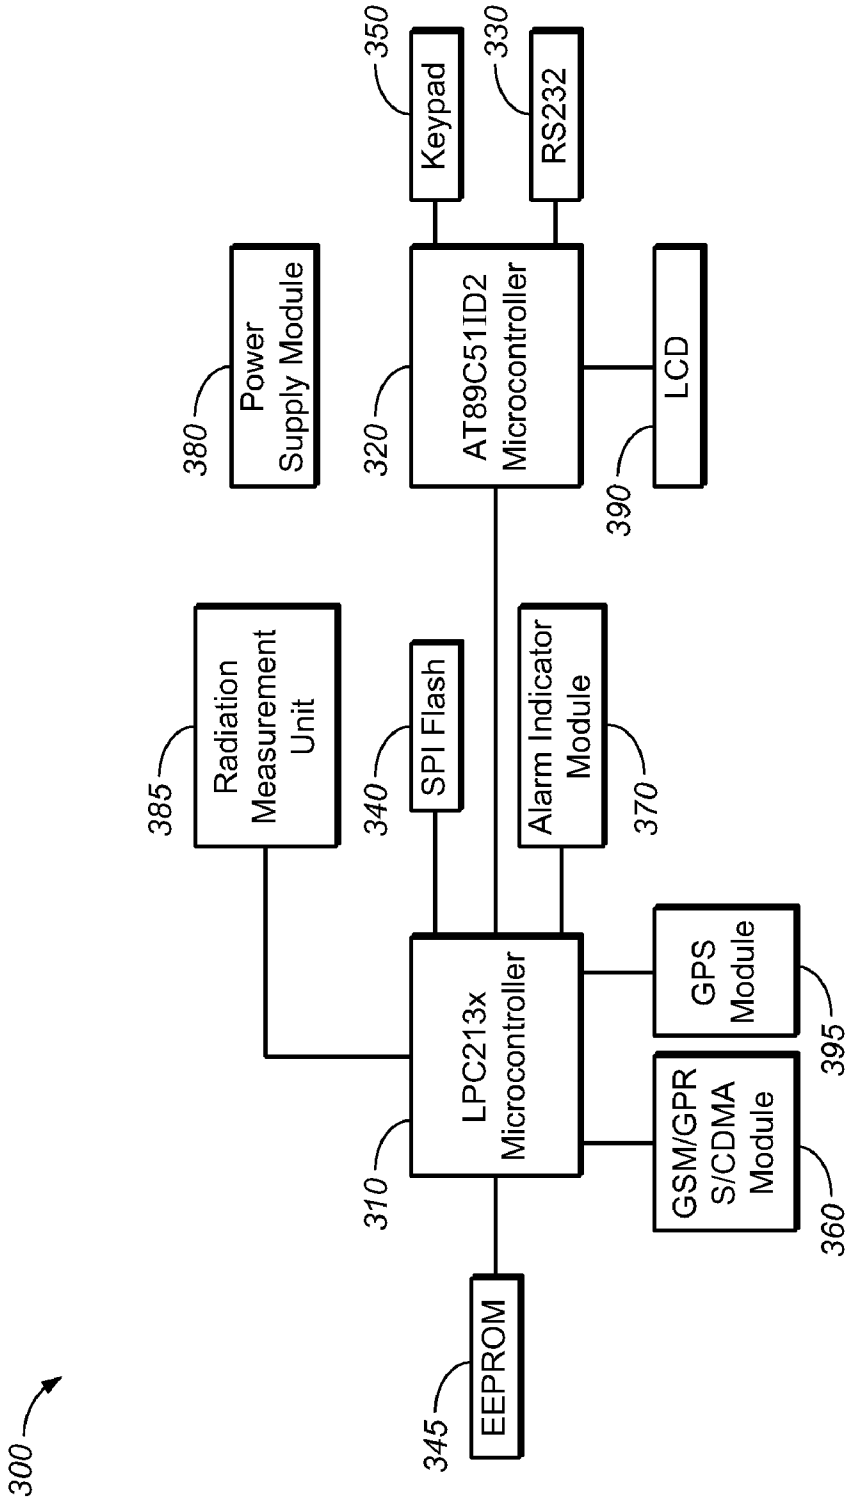 300
385
Radiation
Measurement
Unit
380
Power
Supply Module
345
EEPROM
310
LPC213x
Microcontroller
340
SPI Flash
320
AT89C51ID2
Microcontroller
350
Keypad
330
RS232
Alarm Indicator
Module
370
GSM/GPR
S/CDMA
Module
360
GPS
Module
395
390
LCD